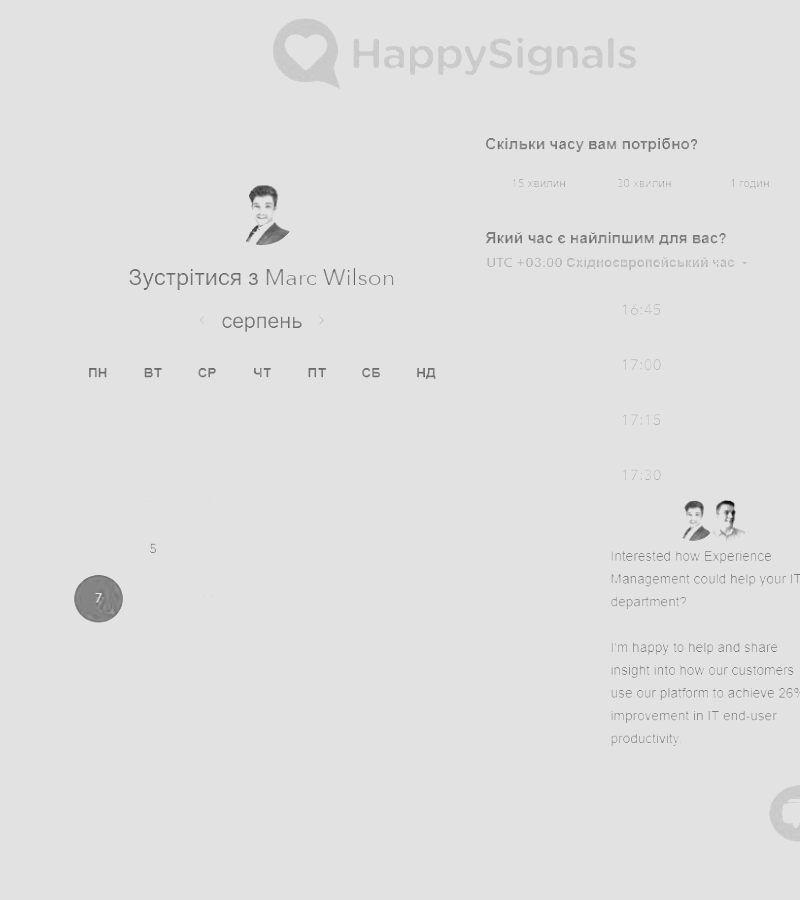 HappySignals
Зустрітися з Marc Wilson
серпень
ПН ВТ СР ЧТ ПТ СБ НД
5
7
Скільки часу вам потрібно?
15 хвилин 30 хвилин 1 годин
Який час є найліпшим для вас?
UTC +03:00 Східноєвропейський час
16:45
17:00
17:15
17:30
Interested how Experience
Management could help your IT
department?
I'm happy to help and share
insight into how our customers
use our platform to achieve 26%
improvement in IT end-user
productivity.